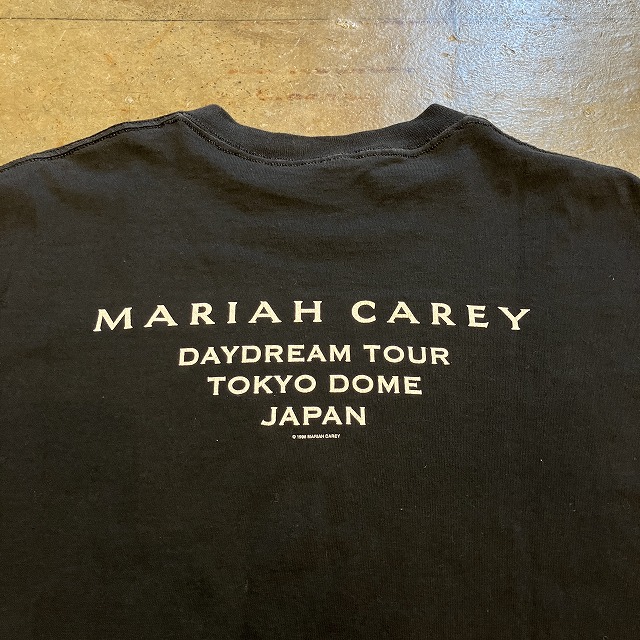 MARIAH CAREY
DAYDREAM TOUR
TOKYO DOME
JAPAN
© 1996 MARIAH CAREY